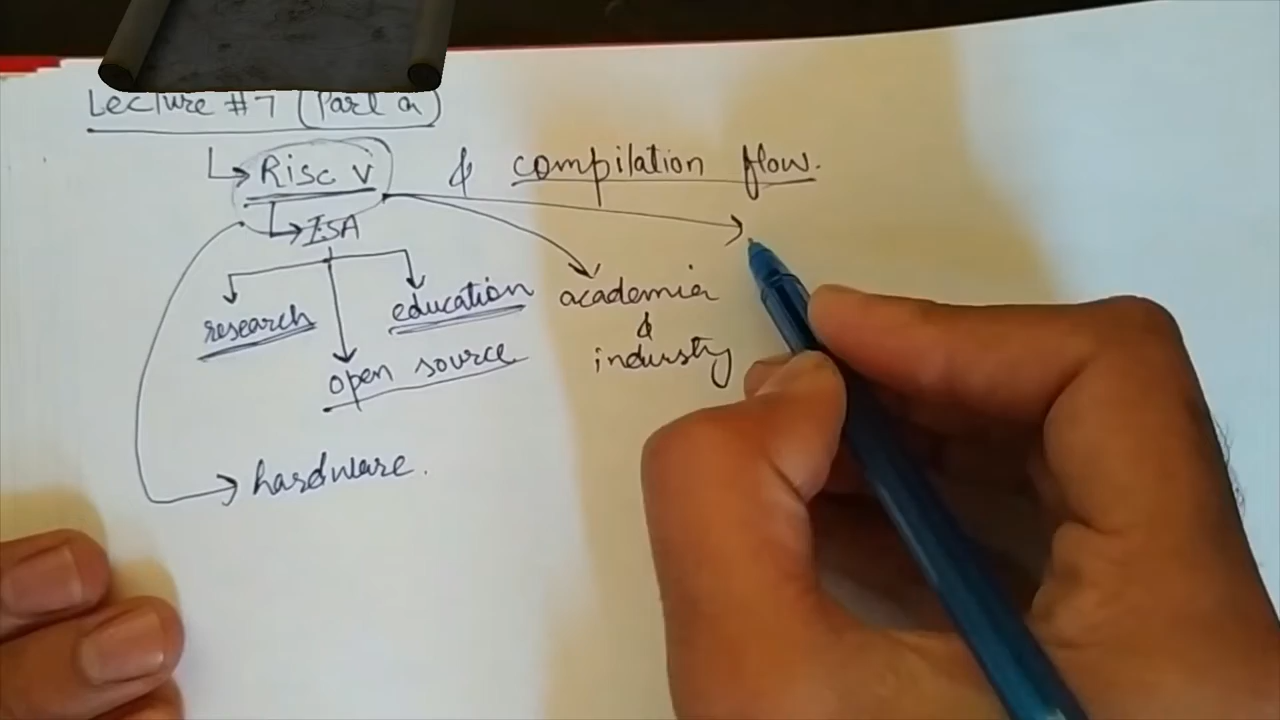 Lecture #7 (Part a)
Risc v & compilation flow.
ISA
research
education
open source
academia
&
industry
hardware.